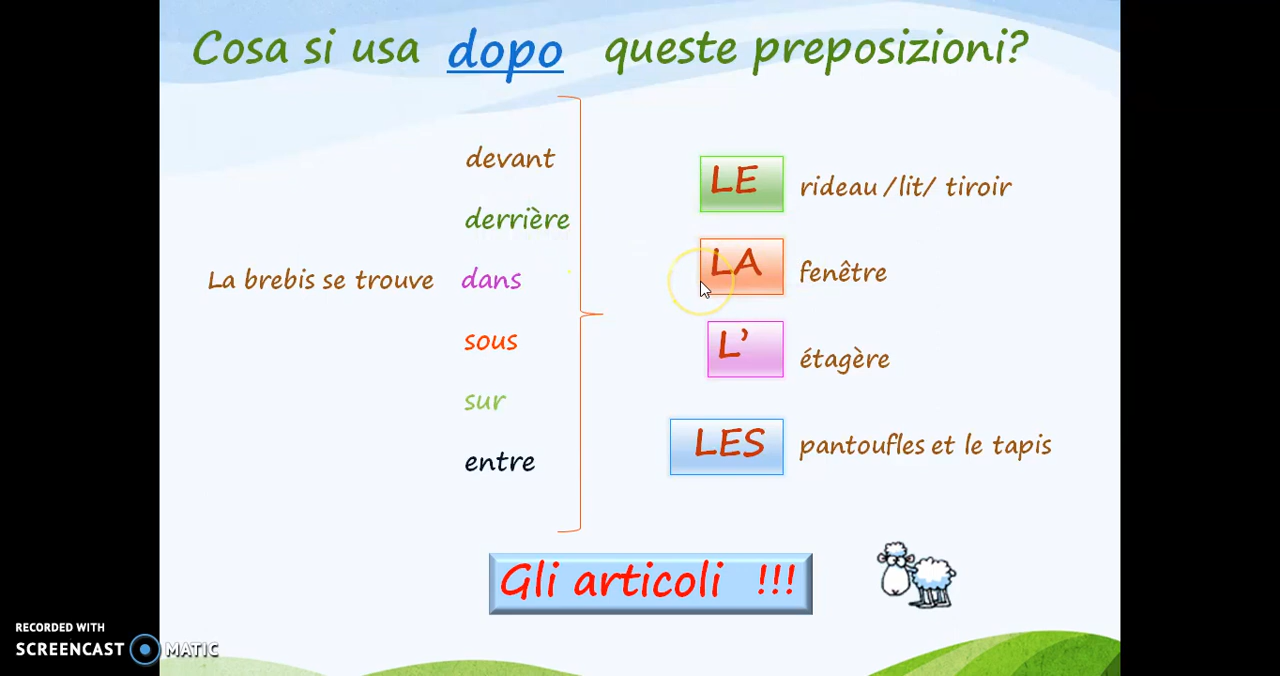 Cosa si usa dopo queste preposizioni?
devant
derrière
La brebis se trouve dans
sous
sur
entre
LE rideau /lit/ tiroir
LA fenêtre
L’ étagère
LES pantoufles et le tapis
Gli articoli !!!
RECORDED WITH
SCREENCAST MATIC